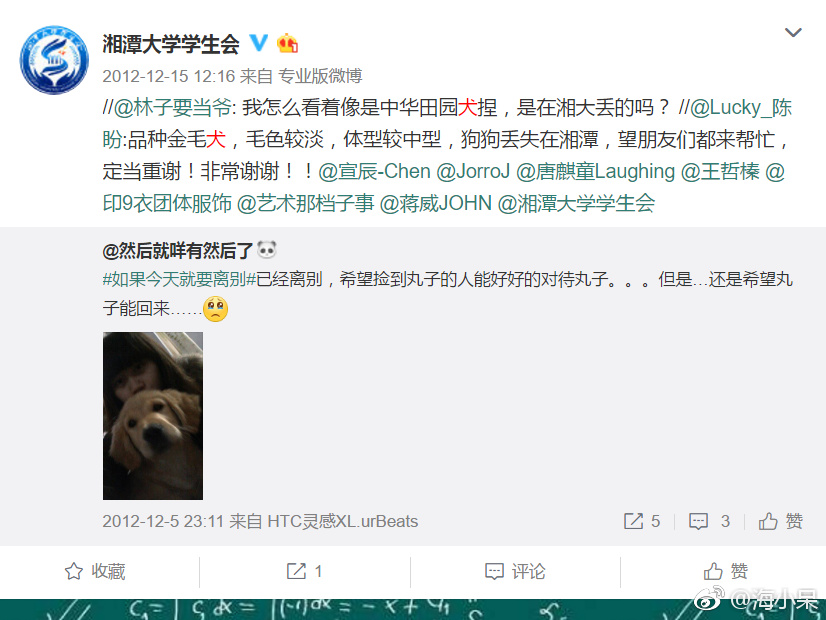 湘潭大学学生会
2012-12-15 12:16 来自 专业版微博
//@林子要当爷: 我怎么看着像是中华田园犬捏，是在湘大丢的吗？ //@Lucky_陈
盼:品种金毛犬，毛色较淡，体型较中型，狗狗丢失在湘潭，望朋友们都来帮忙，
定当重谢！非常谢谢！！@宣辰-Chen @JorroJ @唐麒童Laughing @王哲榛 @
印9衣团体服饰 @艺术那档子事 @蒋威JOHN @湘潭大学学生会
@然后就咩有然后了
#如果今天就要离别#已经离别，希望捡到丸子的人能好好的对待丸子。。。但是...还是希望丸
子能回来……
2012-12-5 23:11 来自 HTC灵感XL.urBeats
5 3 赞
收藏 1 评论 赞
@海小呆